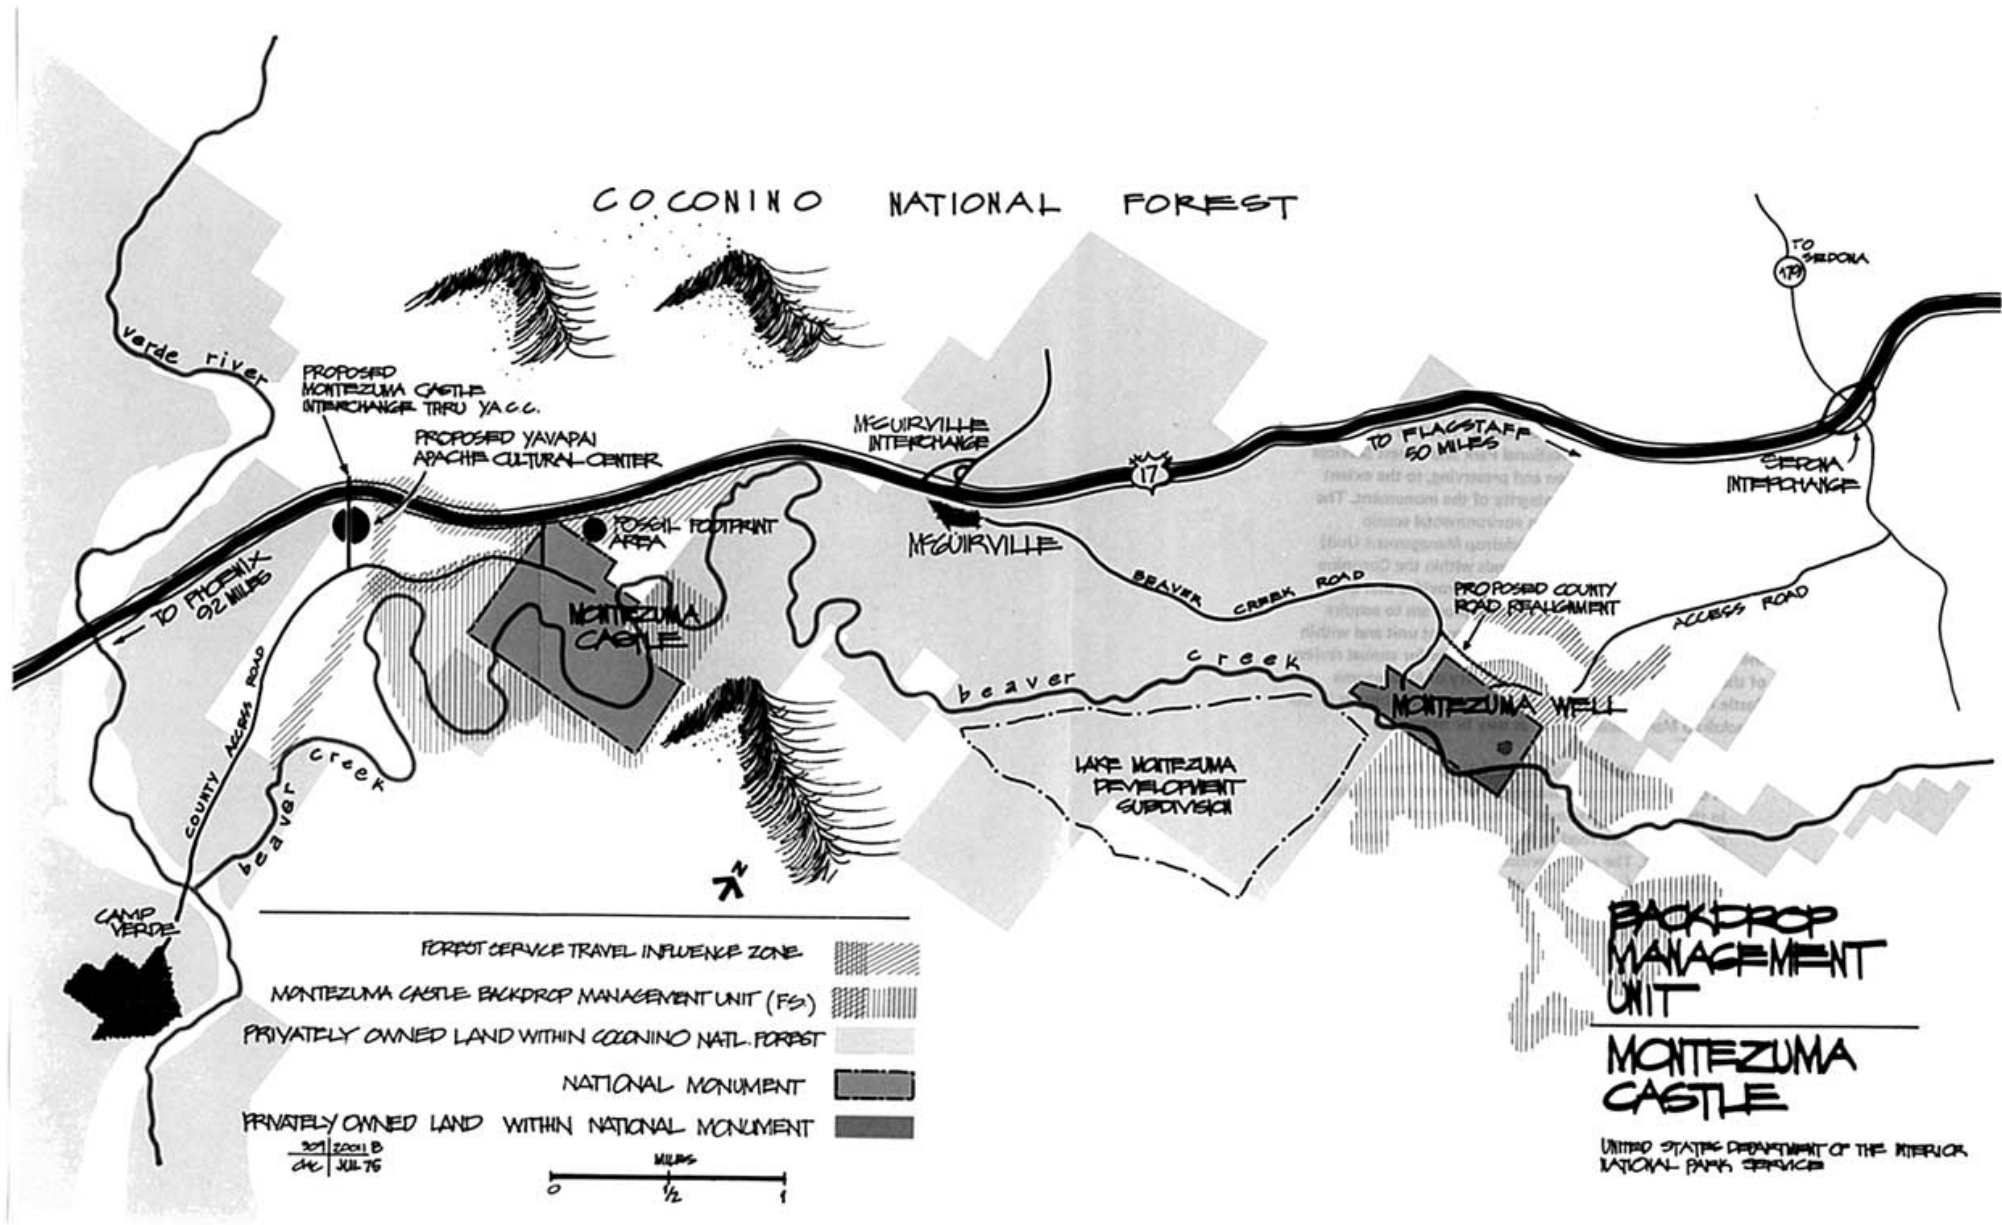 COCONINO NATIONAL FOREST
TO
SEDONA
179
verde river
PROPOSED
MONTEZUMA CASTLE
INTERCHANGE THRU Y.A.C.C.
PROPOSED YAVAPAI
APACHE CULTURAL CENTER
McGUIRVILLE
INTERCHANGE
17
TO FLAGSTAFF
50 MILES
SEDONA
INTERCHANGE
FOSSIL FOOTPRINT
AREA
McGUIRVILLE
TO PHOENIX
92 MILES
BEAVER CREEK ROAD
PROPOSED COUNTY
ROAD REALIGNMENT
ACCESS ROAD
MONTEZUMA
CASTLE
COUNTY ACCESS ROAD
beaver creek
MONTEZUMA WELL
beaver creek
LAKE MONTEZUMA
DEVELOPMENT
SUBDIVISION
N
CAMP
VERDE
FOREST SERVICE TRAVEL INFLUENCE ZONE
MONTEZUMA CASTLE BACKDROP MANAGEMENT UNIT (FS.)
PRIVATELY OWNED LAND WITHIN COCONINO NATL. FOREST
NATIONAL MONUMENT
PRIVATELY OWNED LAND WITHIN NATIONAL MONUMENT
JUL 76
MILES
0 1/2 1
BACKDROP
MANAGEMENT
UNIT
MONTEZUMA
CASTLE
UNITED STATES DEPARTMENT OF THE INTERIOR
NATIONAL PARK SERVICE